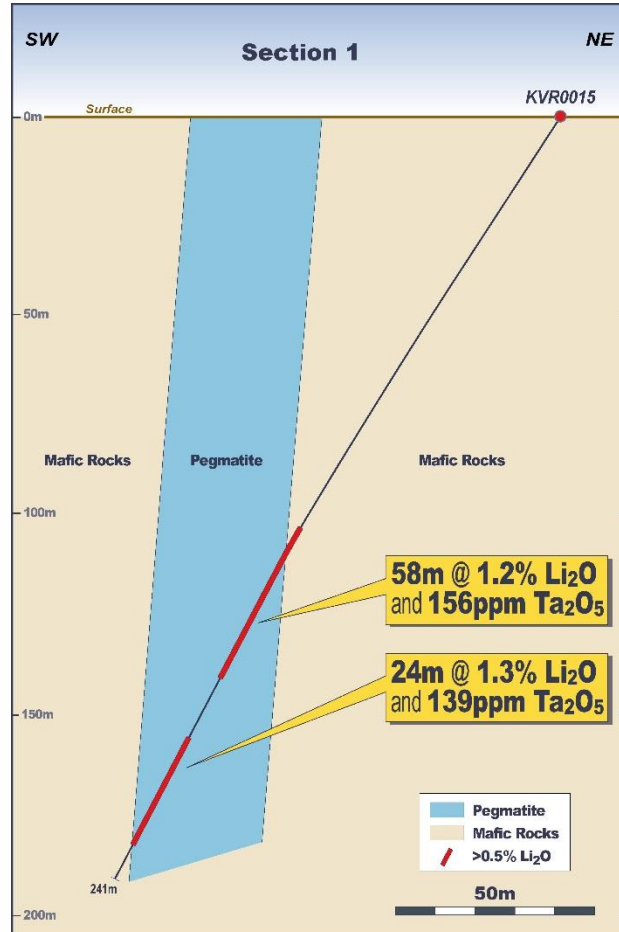 SW
Section 1
NE
KVR0015
Surface
0m
50m
Mafic Rocks
Pegmatite
Mafic Rocks
100m
58m @ 1.2% Li₂O
and 156ppm Ta₂O₅
24m @ 1.3% Li₂O
and 139ppm Ta₂O₅
150m
Pegmatite
Mafic Rocks
>0.5% Li₂O
241m
50m
200m